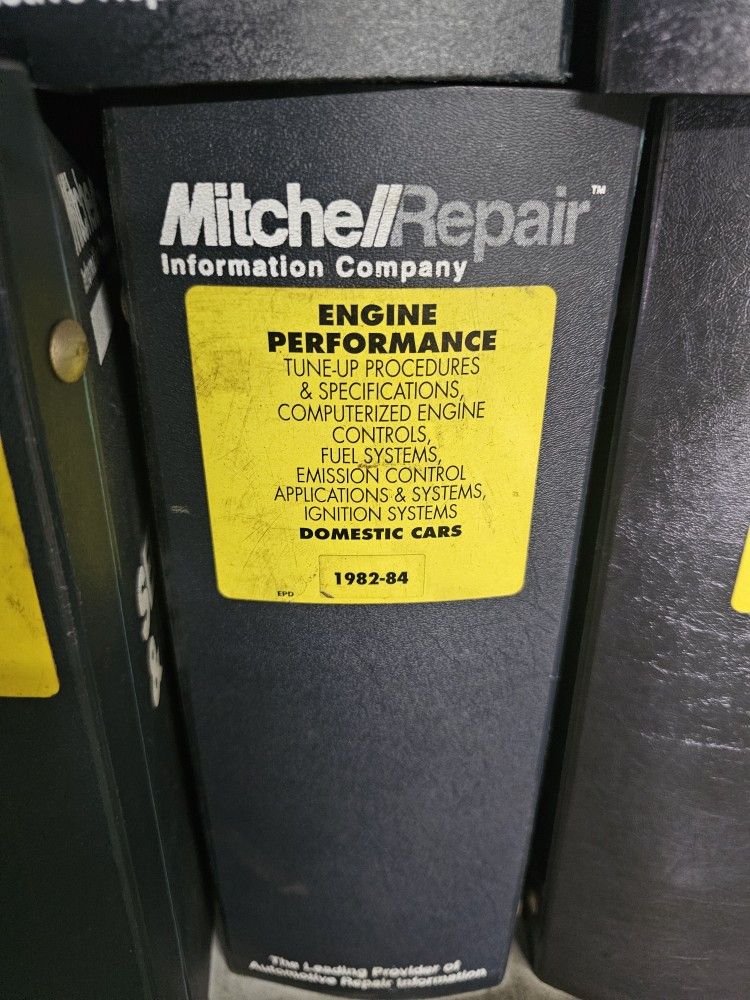 MitchellRepair™
Information Company
ENGINE
PERFORMANCE
TUNE-UP PROCEDURES
& SPECIFICATIONS,
COMPUTERIZED ENGINE
CONTROLS,
FUEL SYSTEMS,
EMISSION CONTROL
APPLICATIONS & SYSTEMS,
IGNITION SYSTEMS
DOMESTIC CARS
1982-84
EPD
The Leading Provider of
Automotive Repair Information